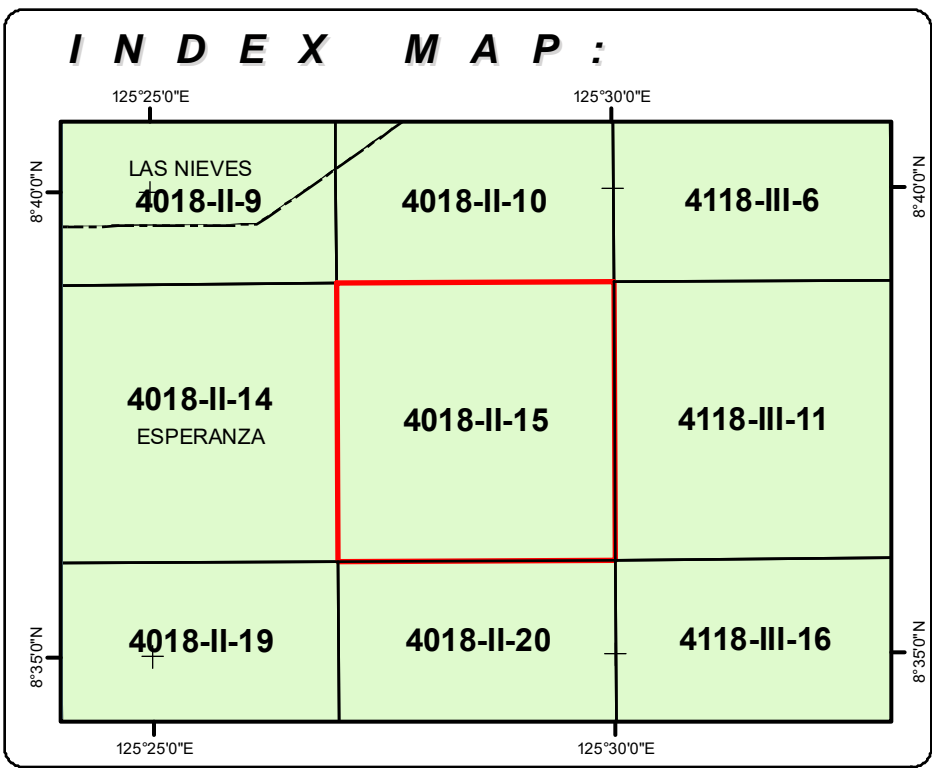 INDEX MAP:
125°25'0"E 125°30'0"E
8°40'0"N 8°40'0"N
LAS NIEVES
4018-II-9 4018-II-10 4118-III-6
4018-II-14 4018-II-15 4118-III-11
ESPERANZA
4018-II-19 4018-II-20 4118-III-16
8°35'0"N 8°35'0"N
125°25'0"E 125°30'0"E